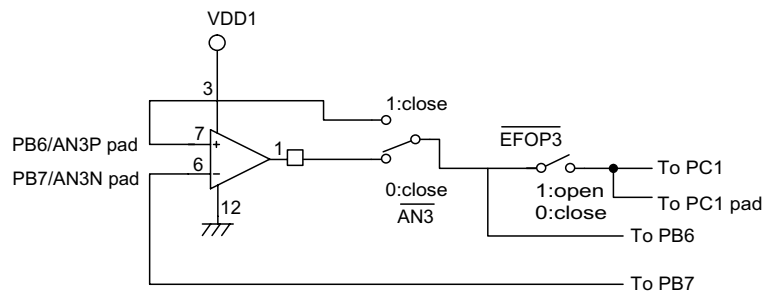 VDD1
3
1:close
PB6/AN3P pad
7
+
1
EFOP3
PB7/AN3N pad
6
−
To PC1
0:close
1:open
To PC1 pad
12
AN3
0:close
To PB6
To PB7